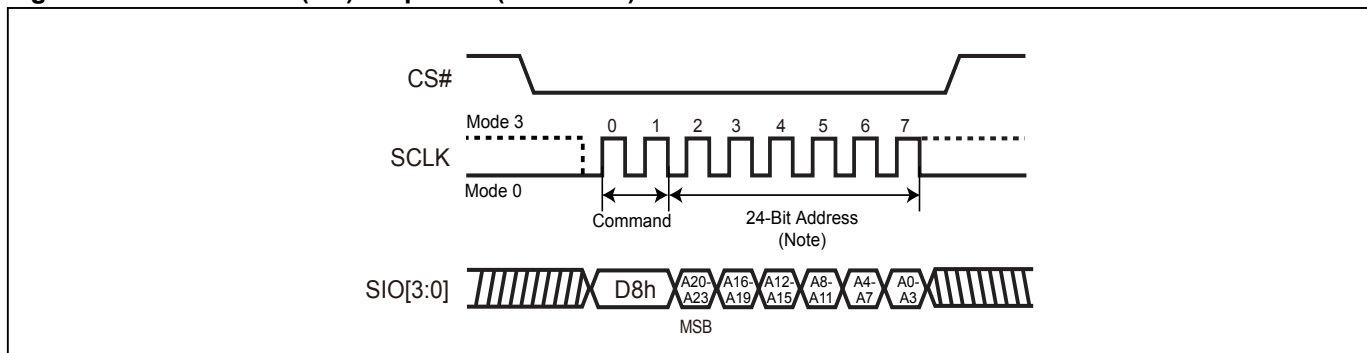 CS#
Mode 3
0 1 2 3 4 5 6 7
SCLK
Mode 0
Command
24-Bit Address
(Note)
SIO[3:0]
D8h
A20-
A23
A16-
A19
A12-
A15
A8-
A11
A4-
A7
A0-
A3
MSB